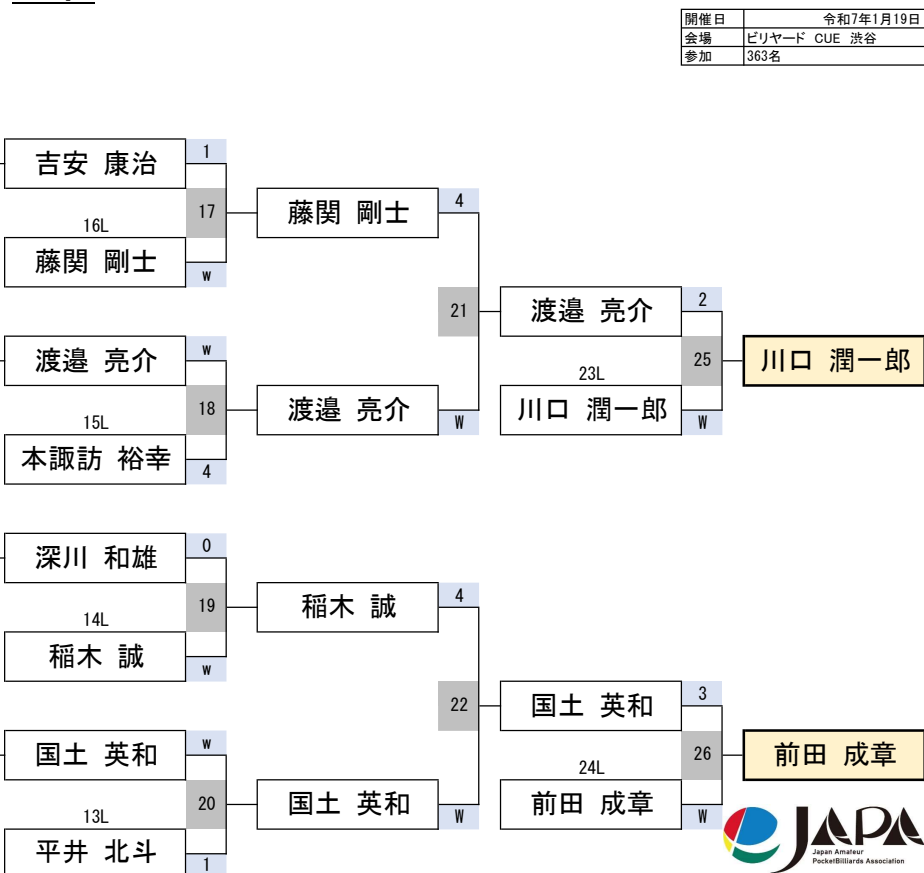 開催日 令和7年1月19日
会場 ビリヤード CUE 渋谷
参加 363名
吉安 康治 1
17
16L
藤関 剛士 W
藤関 剛士 4
21
渡邉 亮介 W
18
15L
本諏訪 裕幸 4
渡邉 亮介 W
渡邉 亮介 2
25
23L
川口 潤一郎 W
川口 潤一郎
深川 和雄 0
19
14L
稲木 誠 W
稲木 誠 4
22
国土 英和 W
20
13L
平井 北斗 1
国土 英和 W
国土 英和 3
26
24L
前田 成章 W
前田 成章
JAPA
Japan Amateur
PocketBilliards Association